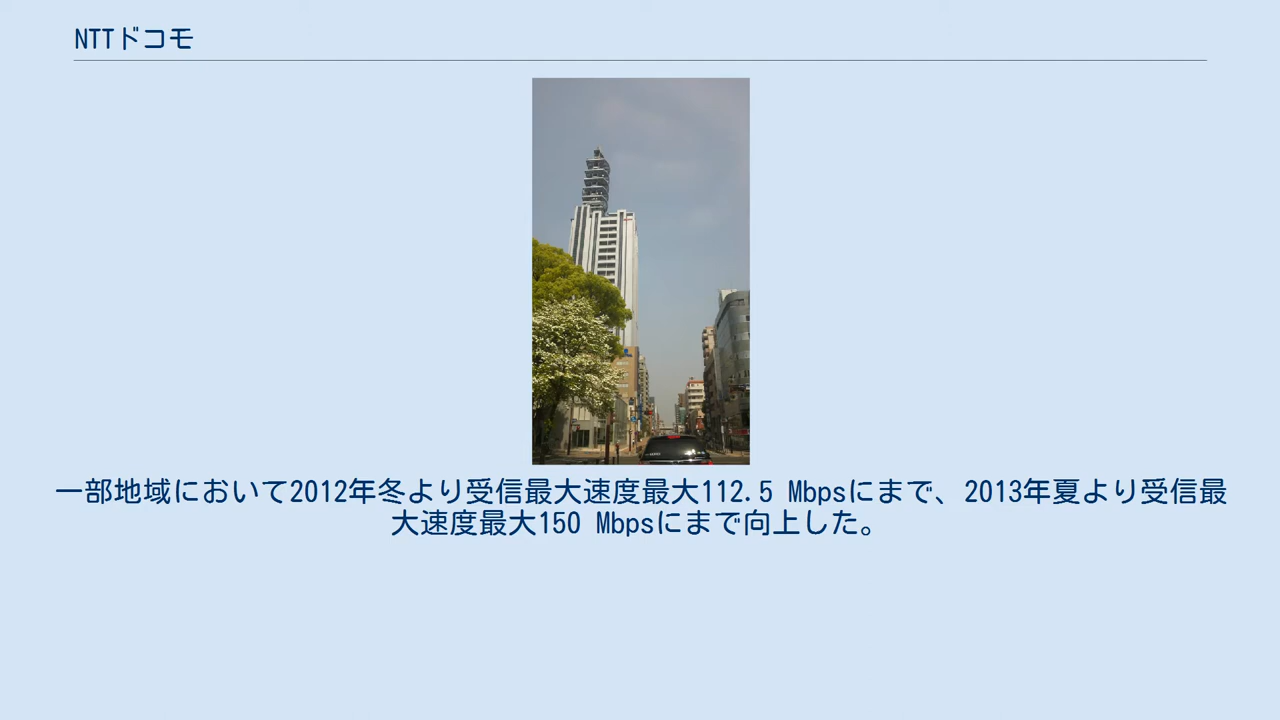 NTTドコモ
一部地域において2012年冬より受信最大速度最大112.5 Mbpsにまで、2013年夏より受信最
大速度最大150 Mbpsにまで向上した。